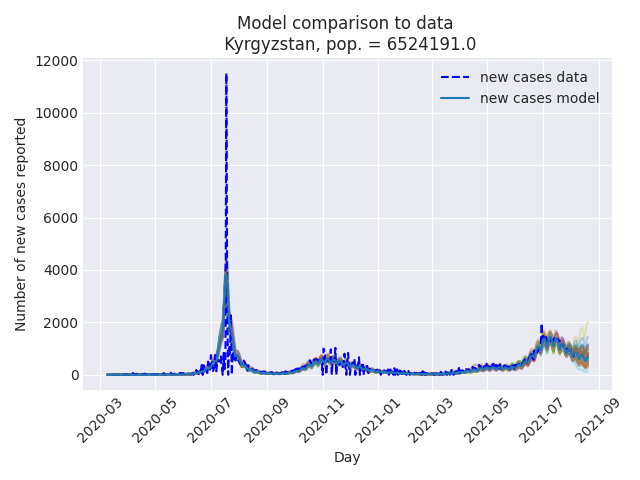 Model comparison to data
Kyrgyzstan, pop. = 6524191.0
new cases data
new cases model
Number of new cases reported
12000
10000
8000
6000
4000
2000
0
2020-03
2020-05
2020-07
2020-09
2020-11
2021-01
2021-03
2021-05
2021-07
2021-09
Day